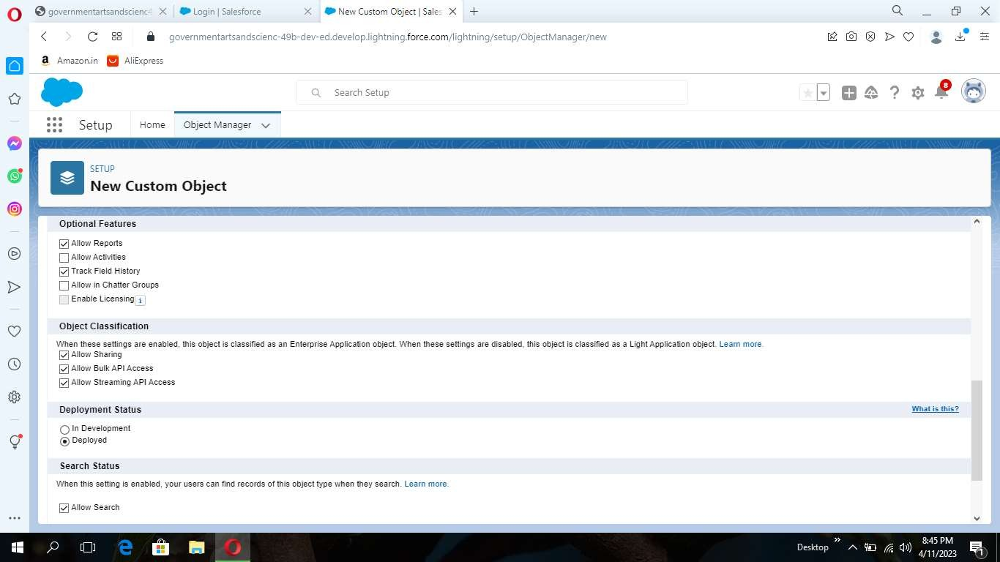 governmentartsandscienc4
Login | Salesforce
New Custom Object | Sales
governmentartsandscienc-49b-dev-ed.develop.lightning.force.com/lightning/setup/ObjectManager/new
Amazon.in
AliExpress
Search Setup
8
Setup
Home
Object Manager
SETUP
New Custom Object
Optional Features
Allow Reports
Allow Activities
Track Field History
Allow in Chatter Groups
Enable Licensing i
Object Classification
When these settings are enabled, this object is classified as an Enterprise Application object. When these settings are disabled, this object is classified as a Light Application object. Learn more.
Allow Sharing
Allow Bulk API Access
Allow Streaming API Access
Deployment Status
What is this?
In Development
Deployed
Search Status
When this setting is enabled, your users can find records of this object type when they search. Learn more.
Allow Search
Desktop
8:45 PM
4/11/2023
1